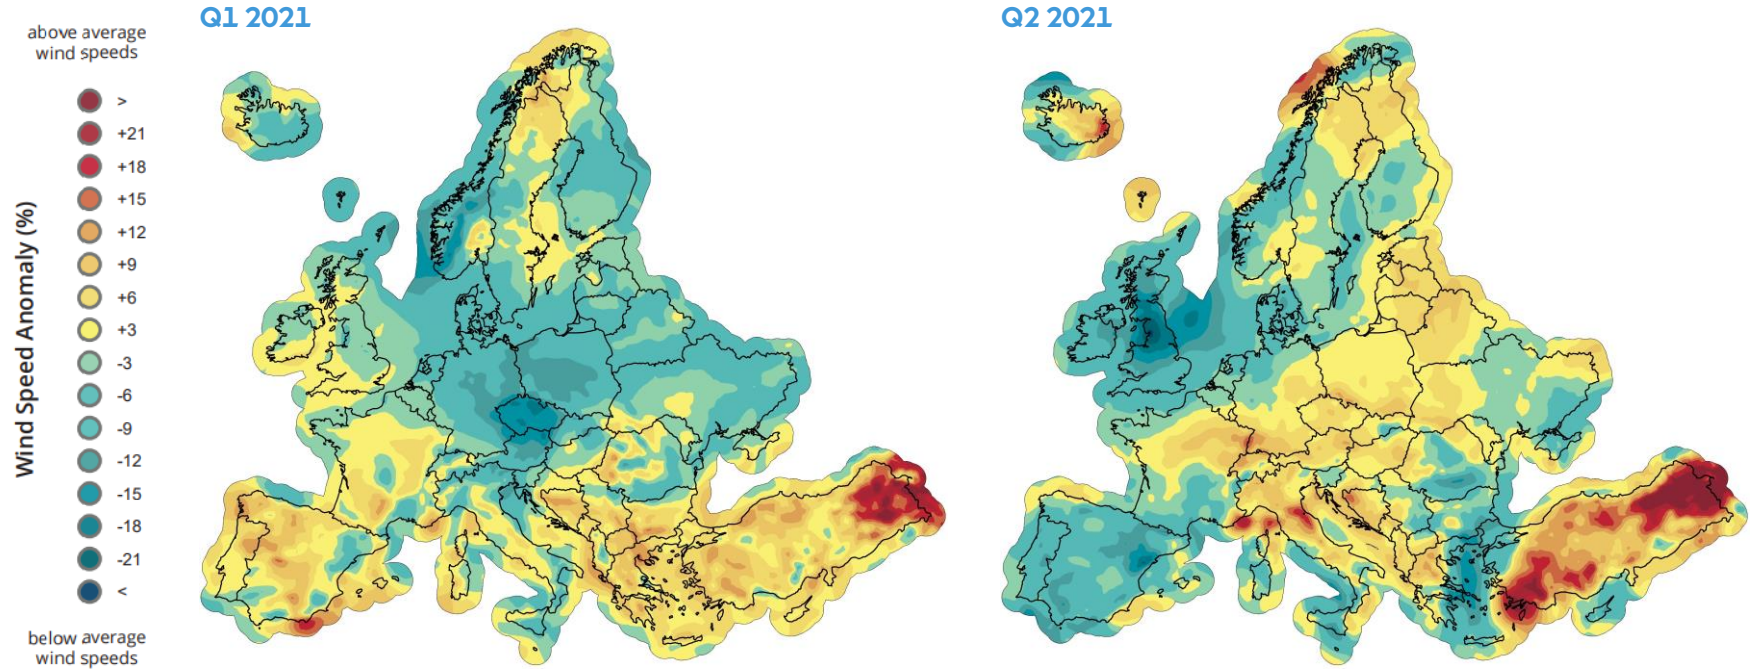 Q1 2021
Q2 2021
above average
wind speeds
>
+21
+18
+15
+12
+9
+6
+3
-3
-6
-9
-12
-15
-18
-21
<
Wind Speed Anomaly (%)
below average
wind speeds